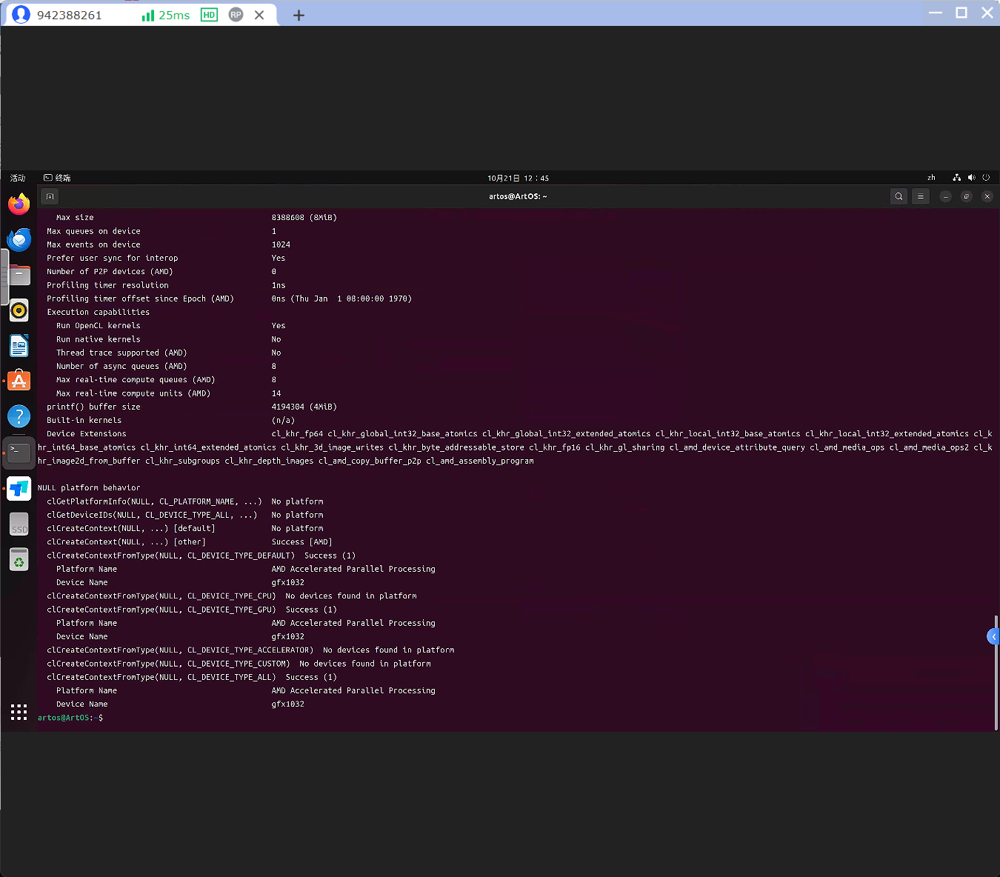 942388261 25ms HD RP
活动 终端 10月21日 12：45 zh
artos@ArtOS: ~
Max size 8388608 (8MiB)
Max queues on device 1
Max events on device 1024
Prefer user sync for interop Yes
Number of P2P devices (AMD) 0
Profiling timer resolution 1ns
Profiling timer offset since Epoch (AMD) 0ns (Thu Jan  1 08:00:00 1970)
Execution capabilities
Run OpenCL kernels Yes
Run native kernels No
Thread trace supported (AMD) No
Number of async queues (AMD) 8
Max real-time compute queues (AMD) 8
Max real-time compute units (AMD) 14
printf() buffer size 4194304 (4MiB)
Built-in kernels (n/a)
Device Extensions cl_khr_fp64 cl_khr_global_int32_base_atomics cl_khr_global_int32_extended_atomics cl_khr_local_int32_base_atomics cl_khr_local_int32_extended_atomics cl_k
hr_int64_base_atomics cl_khr_int64_extended_atomics cl_khr_3d_image_writes cl_khr_byte_addressable_store cl_khr_fp16 cl_khr_gl_sharing cl_amd_device_attribute_query cl_amd_media_ops cl_amd_media_ops2 cl_k
hr_image2d_from_buffer cl_khr_subgroups cl_khr_depth_images cl_amd_copy_buffer_p2p cl_amd_assembly_program
NULL platform behavior
clGetPlatformInfo(NULL, CL_PLATFORM_NAME, ...) No platform
clGetDeviceIDs(NULL, CL_DEVICE_TYPE_ALL, ...) No platform
clCreateContext(NULL, ...) [default] No platform
clCreateContext(NULL, ...) [other] Success [AMD]
clCreateContextFromType(NULL, CL_DEVICE_TYPE_DEFAULT) Success (1)
Platform Name AMD Accelerated Parallel Processing
Device Name gfx1032
clCreateContextFromType(NULL, CL_DEVICE_TYPE_CPU) No devices found in platform
clCreateContextFromType(NULL, CL_DEVICE_TYPE_GPU) Success (1)
Platform Name AMD Accelerated Parallel Processing
Device Name gfx1032
clCreateContextFromType(NULL, CL_DEVICE_TYPE_ACCELERATOR) No devices found in platform
clCreateContextFromType(NULL, CL_DEVICE_TYPE_CUSTOM) No devices found in platform
clCreateContextFromType(NULL, CL_DEVICE_TYPE_ALL) Success (1)
Platform Name AMD Accelerated Parallel Processing
Device Name gfx1032
artos@ArtOS:~$
SSD